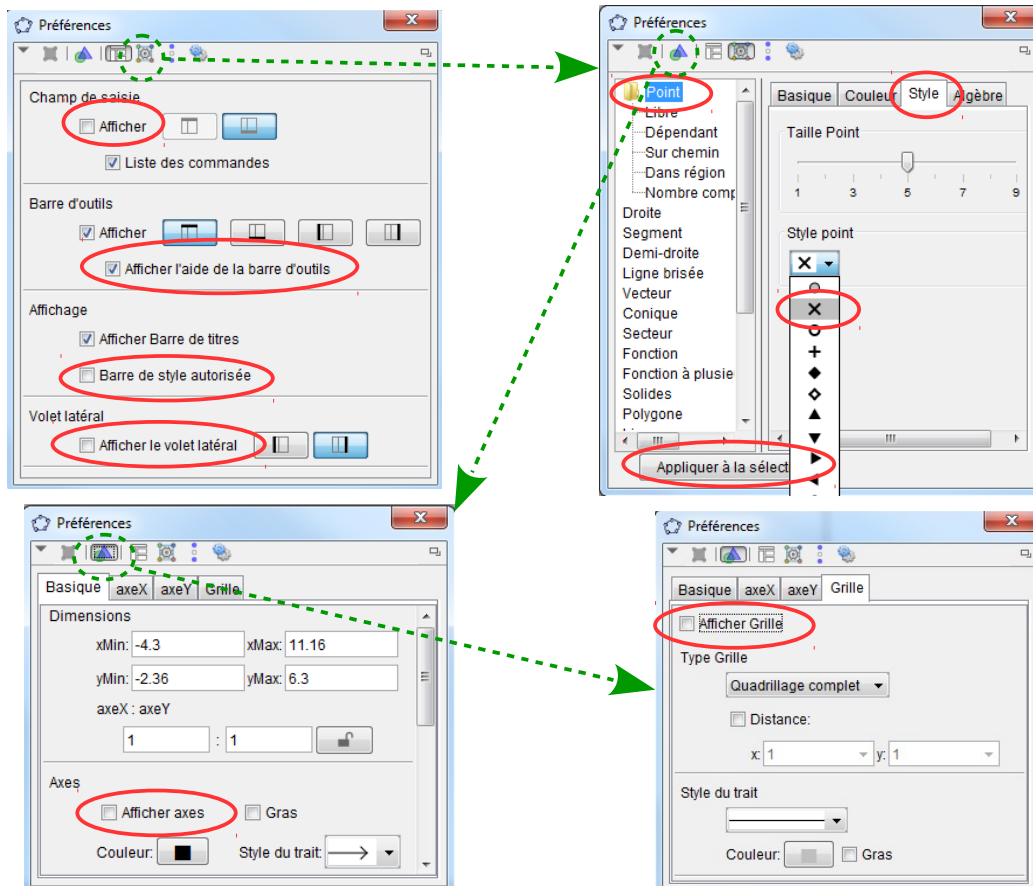 Préférences
Champ de saisie
Afficher
Liste des commandes
Barre d'outils
Afficher
Afficher l'aide de la barre d'outils
Affichage
Afficher Barre de titres
Barre de style autorisée
Volet latéral
Afficher le volet latéral
Préférences
Point
Libre
Dépendant
Sur chemin
Dans région
Nombre comp
Droite
Segment
Demi-droite
Ligne brisée
Vecteur
Conique
Secteur
Fonction
Fonction à plusie
Solides
Polygone
Appliquer à la sélect
Basique Couleur Style Algèbre
Taille Point
1 3 5 7 9
Style point
Préférences
Basique axeX axeY Grille
Dimensions
xMin: -4.3 xMax: 11.16
yMin: -2.36 yMax: 6.3
axeX : axeY
1 : 1
Axes
Afficher axes Gras
Couleur: Style du trait:
Préférences
Basique axeX axeY Grille
Afficher Grille
Type Grille
Quadrillage complet
Distance:
x: 1 y: 1
Style du trait
Couleur: Gras